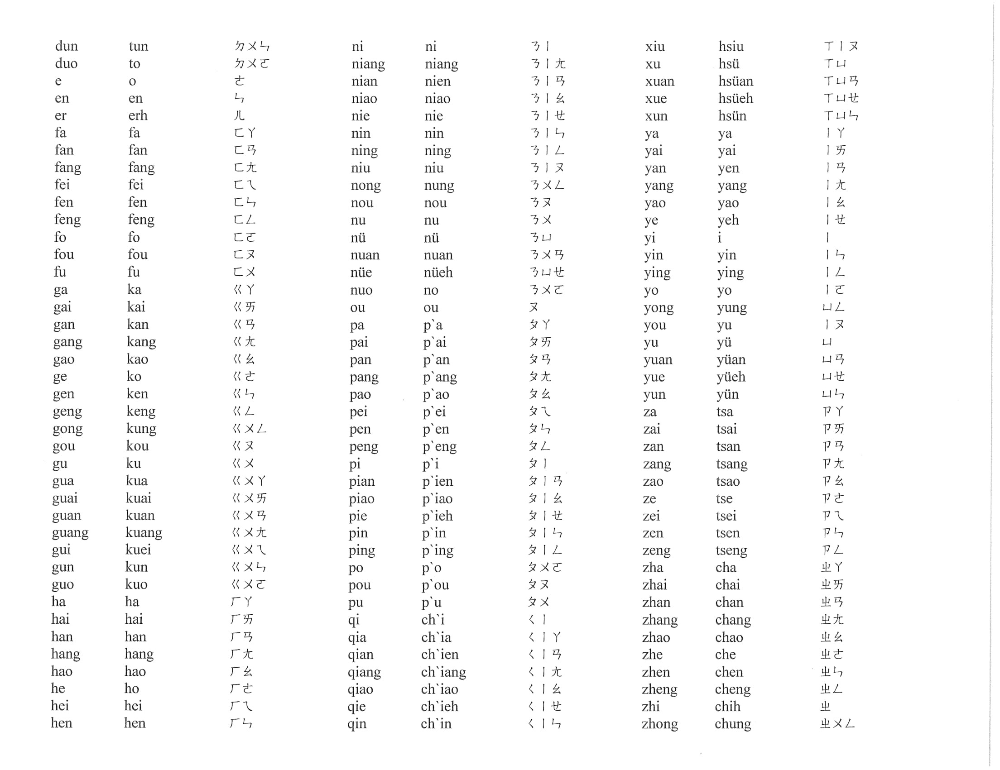 dun tun ㄉㄨㄣ
duo to ㄉㄨㄛ
e o ㄜ
en en ㄣ
er erh ㄦ
fa fa ㄈㄚ
fan fan ㄈㄢ
fang fang ㄈㄤ
fei fei ㄈㄟ
fen fen ㄈㄣ
feng feng ㄈㄥ
fo fo ㄈㄛ
fou fou ㄈㄡ
fu fu ㄈㄨ
ga ka ㄍㄚ
gai kai ㄍㄞ
gan kan ㄍㄢ
gang kang ㄍㄤ
gao kao ㄍㄠ
ge ko ㄍㄜ
gen ken ㄍㄣ
geng keng ㄍㄥ
gong kung ㄍㄨㄥ
gou kou ㄍㄡ
gu ku ㄍㄨ
gua kua ㄍㄨㄚ
guai kuai ㄍㄨㄞ
guan kuan ㄍㄨㄢ
guang kuang ㄍㄨㄤ
gui kuei ㄍㄨㄟ
gun kun ㄍㄨㄣ
guo kuo ㄍㄨㄛ
ha ha ㄏㄚ
hai hai ㄏㄞ
han han ㄏㄢ
hang hang ㄏㄤ
hao hao ㄏㄠ
he ho ㄏㄜ
hei hei ㄏㄟ
hen hen ㄏㄣ
ni ni ㄋㄧ
niang niang ㄋㄧㄤ
nian nien ㄋㄧㄢ
niao niao ㄋㄧㄠ
nie nie ㄋㄧㄝ
nin nin ㄋㄧㄣ
ning ning ㄋㄧㄥ
niu niu ㄋㄧㄡ
nong nung ㄋㄨㄥ
nou nou ㄋㄡ
nu nu ㄋㄨ
nü nü ㄋㄩ
nuan nuan ㄋㄨㄢ
nüe nüeh ㄋㄩㄝ
nuo no ㄋㄨㄛ
ou ou ㄡ
pa p`a ㄆㄚ
pai p`ai ㄆㄞ
pan p`an ㄆㄢ
pang p`ang ㄆㄤ
pao p`ao ㄆㄠ
pei p`ei ㄆㄟ
pen p`en ㄆㄣ
peng p`eng ㄆㄥ
pi p`i ㄆㄧ
pian p`ien ㄆㄧㄢ
piao p`iao ㄆㄧㄠ
pie p`ieh ㄆㄧㄝ
pin p`in ㄆㄧㄣ
ping p`ing ㄆㄧㄥ
po p`o ㄆㄨㄛ
pou p`ou ㄆㄡ
pu p`u ㄆㄨ
qi ch`i ㄑㄧ
qia ch`ia ㄑㄧㄚ
qian ch`ien ㄑㄧㄢ
qiang ch`iang ㄑㄧㄤ
qiao ch`iao ㄑㄧㄠ
qie ch`ieh ㄑㄧㄝ
qin ch`in ㄑㄧㄣ
xiu hsiu ㄒㄧㄡ
xu hsü ㄒㄩ
xuan hsüan ㄒㄩㄢ
xue hsüeh ㄒㄩㄝ
xun hsün ㄒㄩㄣ
ya ya ㄧㄚ
yai yai ㄧㄞ
yan yen ㄧㄢ
yang yang ㄧㄤ
yao yao ㄧㄠ
ye yeh ㄧㄝ
yi i ㄧ
yin yin ㄧㄣ
ying ying ㄧㄥ
yo yo ㄧㄛ
yong yung ㄩㄥ
you yu ㄧㄡ
yu yü ㄩ
yuan yüan ㄩㄢ
yue yüeh ㄩㄝ
yun yün ㄩㄣ
za tsa ㄗㄚ
zai tsai ㄗㄞ
zan tsan ㄗㄢ
zang tsang ㄗㄤ
zao tsao ㄗㄠ
ze tse ㄗㄜ
zei tsei ㄗㄟ
zen tsen ㄗㄣ
zeng tseng ㄗㄥ
zha cha ㄓㄚ
zhai chai ㄓㄞ
zhan chan ㄓㄢ
zhang chang ㄓㄤ
zhao chao ㄓㄠ
zhe che ㄓㄜ
zhen chen ㄓㄣ
zheng cheng ㄓㄥ
zhi chih ㄓ
zhong chung ㄓㄨㄥ